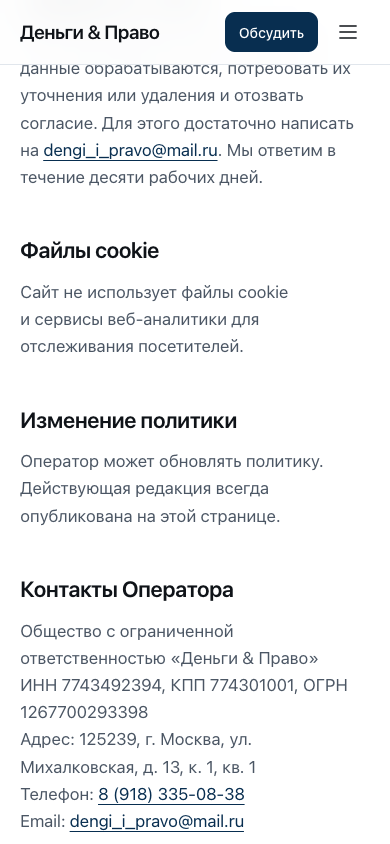 Деньги & Право
Обсудить
данные обрабатываются, потребовать их
уточнения или удаления и отозвать
согласие. Для этого достаточно написать
на dengi_i_pravo@mail.ru. Мы ответим в
течение десяти рабочих дней.
Файлы cookie
Сайт не использует файлы cookie
и сервисы веб-аналитики для
отслеживания посетителей.
Изменение политики
Оператор может обновлять политику.
Действующая редакция всегда
опубликована на этой странице.
Контакты Оператора
Общество с ограниченной
ответственностью «Деньги & Право»
ИНН 7743492394, КПП 774301001, ОГРН
1267700293398
Адрес: 125239, г. Москва, ул.
Михалковская, д. 13, к. 1, кв. 1
Телефон: 8 (918) 335-08-38
Email: dengi_i_pravo@mail.ru